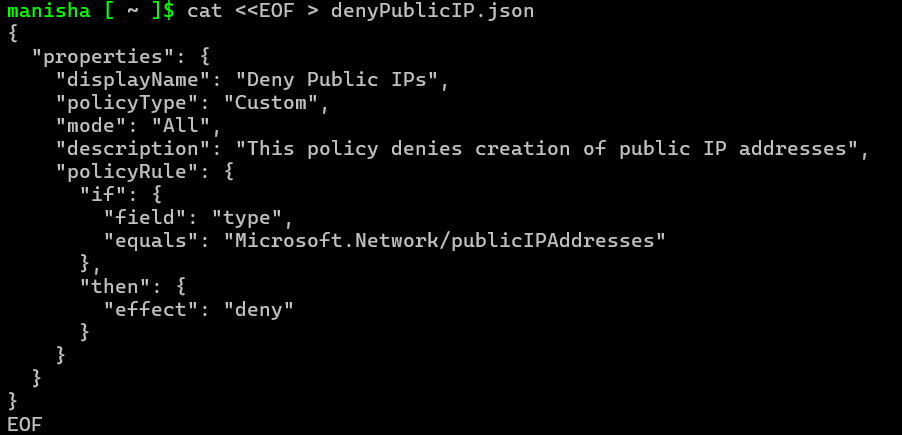 manisha [ ~ ]$ cat <<EOF > denyPublicIP.json
{
  "properties": {
    "displayName": "Deny Public IPs",
    "policyType": "Custom",
    "mode": "All",
    "description": "This policy denies creation of public IP addresses",
    "policyRule": {
      "if": {
        "field": "type",
        "equals": "Microsoft.Network/publicIPAddresses"
      },
      "then": {
        "effect": "deny"
      }
    }
  }
}
EOF